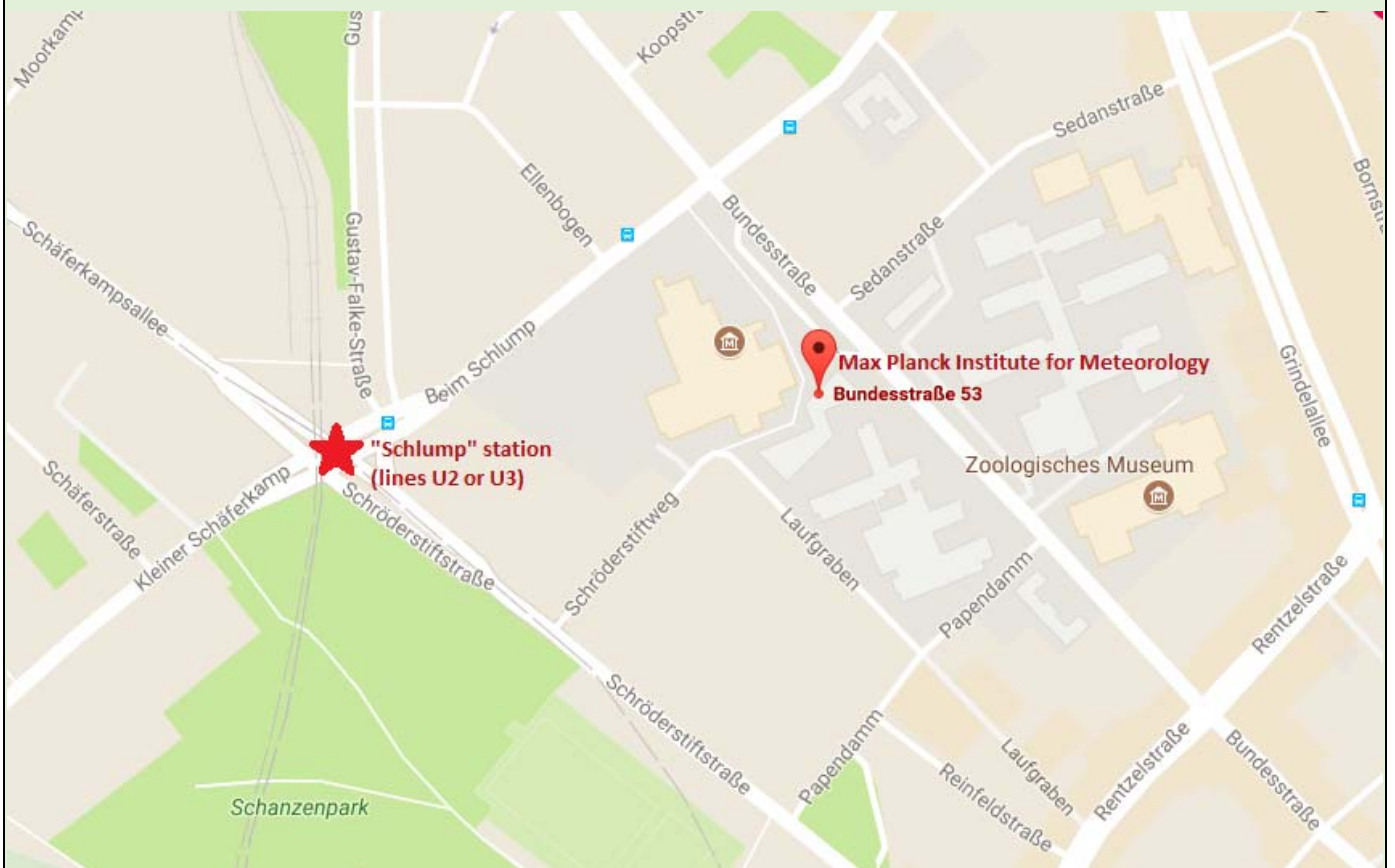 Moorkamp
Gus
Koopstr
Sedanstraße
Bornstr
Ellenbogen
Bundesstraße
Sedanstraße
Schäferkampsallee
Gustav-Falke-Straße
Beim Schlump
Max Planck Institute for Meteorology
Bundesstraße 53
Grindelallee
"Schlump" station
(lines U2 or U3)
Zoologisches Museum
Schäferstraße
Kleiner Schäferkamp
Schröderstiftstraße
Schröderstiftweg
Laufgraben
Papendamm
Rentzelstraße
Schröderstiftstraße
Papendamm
Laufgraben
Reinfeldstraße
Rentzelstraße
Bundesstraße
Schanzenpark